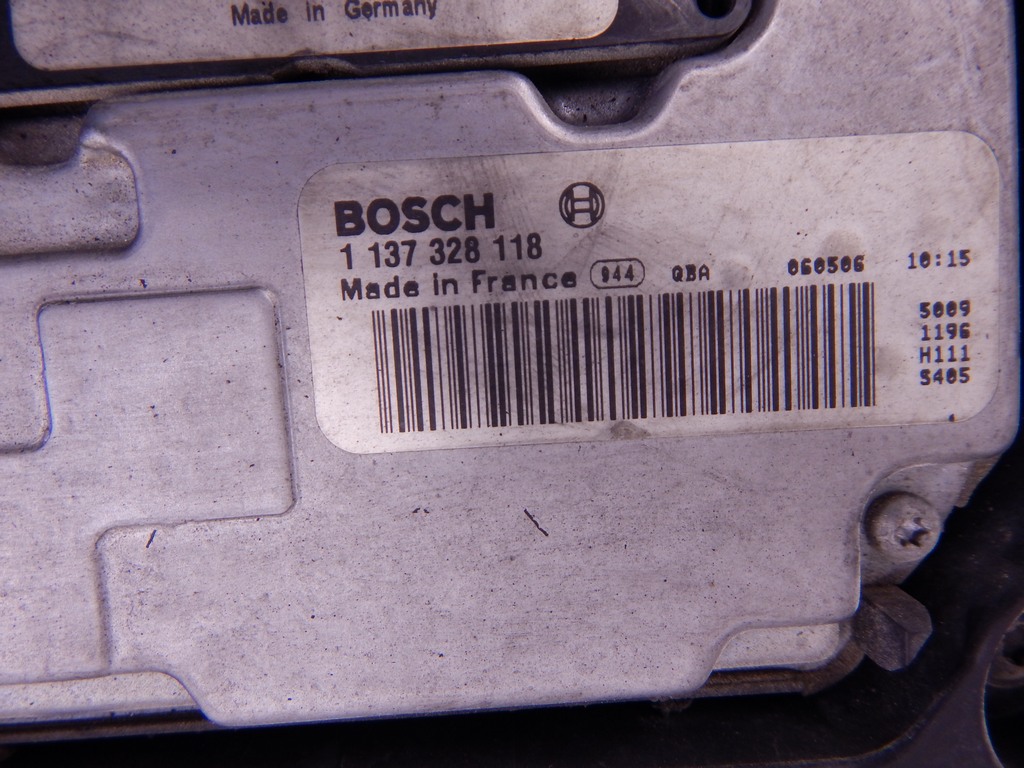 Made in Germany
BOSCH
1 137 328 118
Made in France 944 QBA 060506 10:15
5009
1196
H111
5405